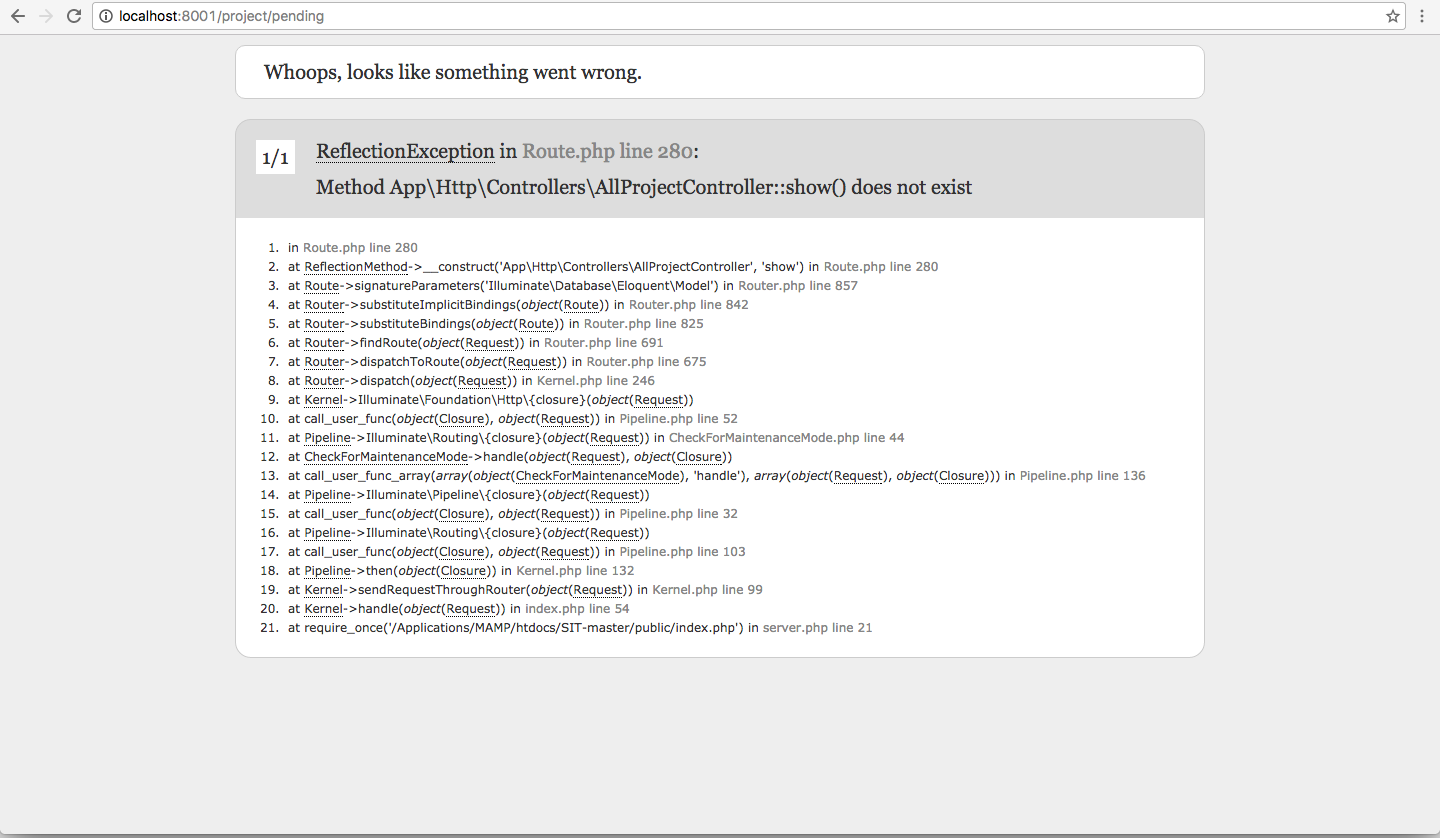 localhost:8001/project/pending
Whoops, looks like something went wrong.
1/1
ReflectionException in Route.php line 280:
Method App\Http\Controllers\AllProjectController::show() does not exist
1. in Route.php line 280
2. at ReflectionMethod->__construct('App\Http\Controllers\AllProjectController', 'show') in Route.php line 280
3. at Route->signatureParameters('Illuminate\Database\Eloquent\Model') in Router.php line 857
4. at Router->substituteImplicitBindings(object(Route)) in Router.php line 842
5. at Router->substituteBindings(object(Route)) in Router.php line 825
6. at Router->findRoute(object(Request)) in Router.php line 691
7. at Router->dispatchToRoute(object(Request)) in Router.php line 675
8. at Router->dispatch(object(Request)) in Kernel.php line 246
9. at Kernel->Illuminate\Foundation\Http\{closure}(object(Request))
10. at call_user_func(object(Closure), object(Request)) in Pipeline.php line 52
11. at Pipeline->Illuminate\Routing\{closure}(object(Request)) in CheckForMaintenanceMode.php line 44
12. at CheckForMaintenanceMode->handle(object(Request), object(Closure))
13. at call_user_func_array(array(object(CheckForMaintenanceMode), 'handle'), array(object(Request), object(Closure))) in Pipeline.php line 136
14. at Pipeline->Illuminate\Pipeline\{closure}(object(Request))
15. at call_user_func(object(Closure), object(Request)) in Pipeline.php line 32
16. at Pipeline->Illuminate\Routing\{closure}(object(Request))
17. at call_user_func(object(Closure), object(Request)) in Pipeline.php line 103
18. at Pipeline->then(object(Closure)) in Kernel.php line 132
19. at Kernel->sendRequestThroughRouter(object(Request)) in Kernel.php line 99
20. at Kernel->handle(object(Request)) in index.php line 54
21. at require_once('/Applications/MAMP/htdocs/SIT-master/public/index.php') in server.php line 21